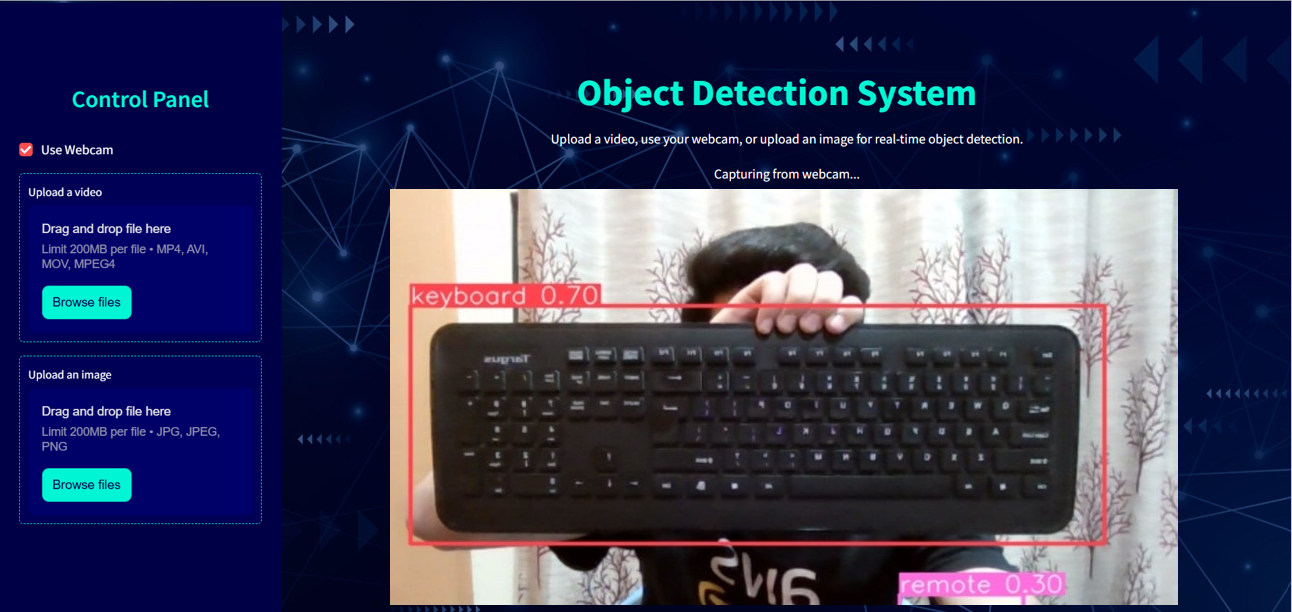 Control Panel
Use Webcam
Upload a video
Drag and drop file here
Limit 200MB per file • MP4, AVI,
MOV, MPEG4
Browse files
Upload an image
Drag and drop file here
Limit 200MB per file • JPG, JPEG,
PNG
Browse files
Object Detection System
Upload a video, use your webcam, or upload an image for real-time object detection.
Capturing from webcam...
keyboard 0.70
Targus
remote 0.30